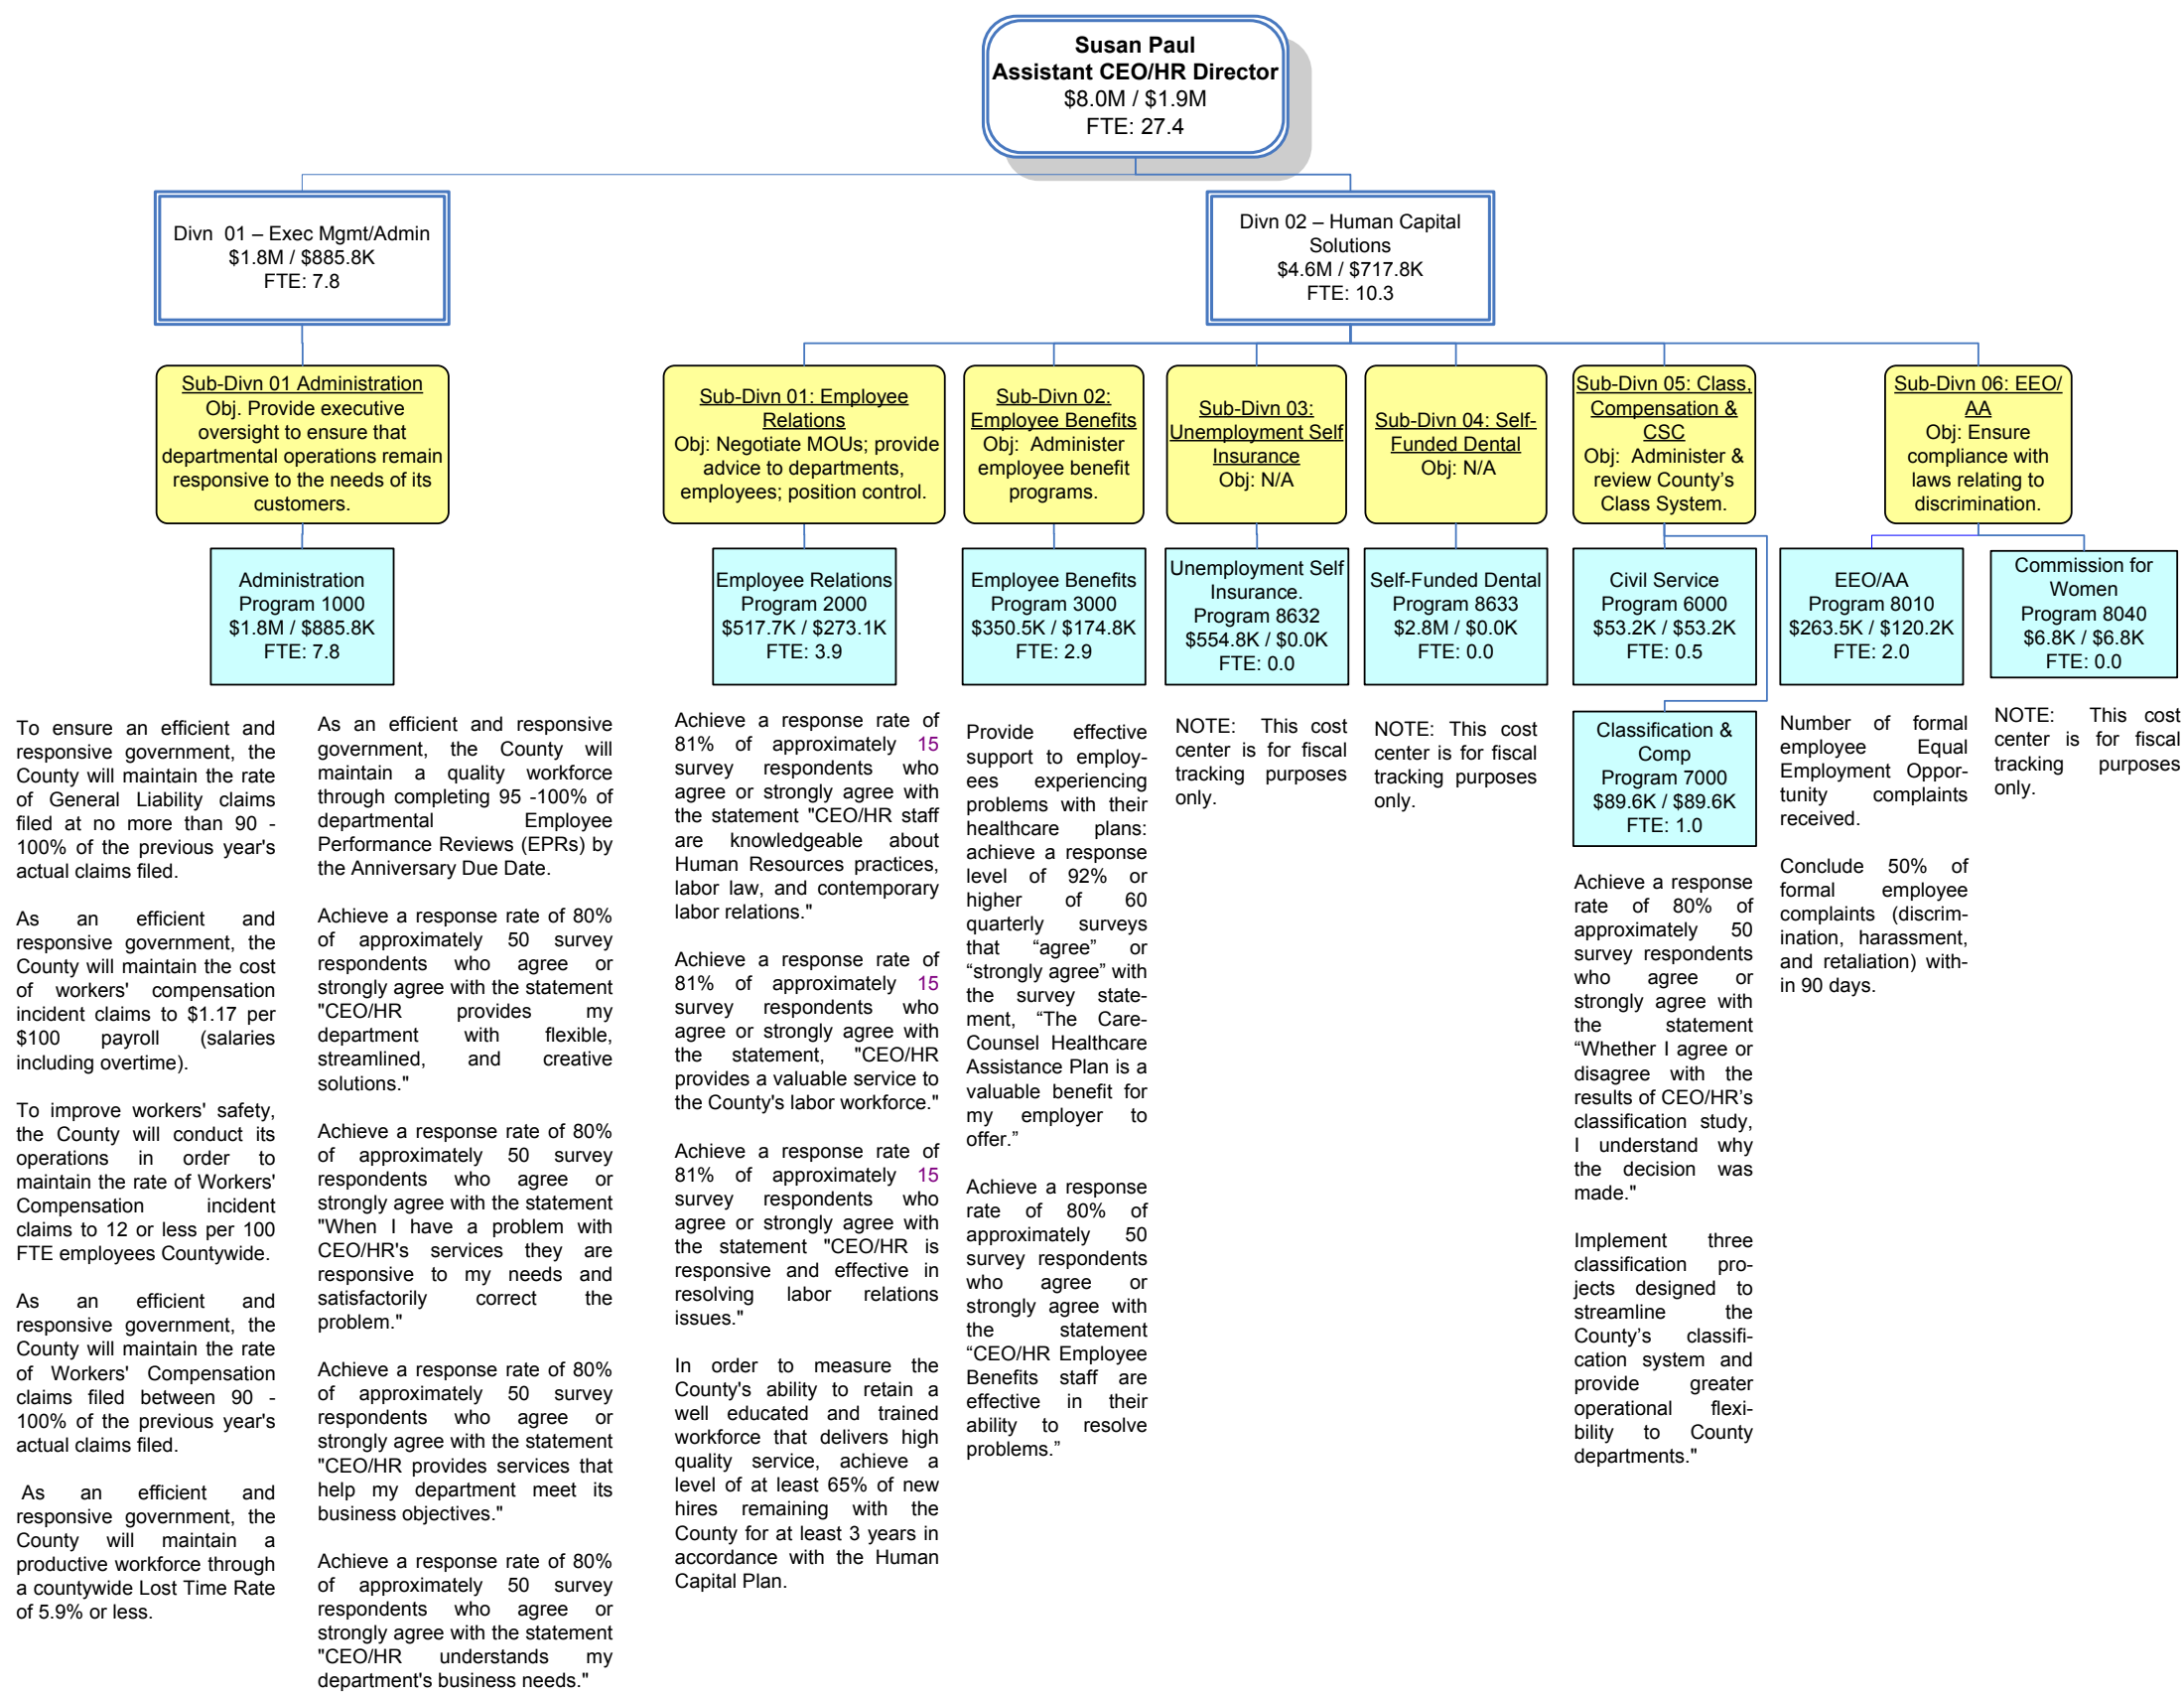 Susan Paul
Assistant CEO/HR Director
$8.0M / $1.9M
FTE: 27.4
Divn  01 – Exec Mgmt/Admin
$1.8M / $885.8K
FTE: 7.8
Divn 02 – Human Capital
Solutions
$4.6M / $717.8K
FTE: 10.3
Sub-Divn 01 Administration
Obj. Provide executive
oversight to ensure that
departmental operations remain
responsive to the needs of its
customers.
Sub-Divn 01: Employee
Relations
Obj: Negotiate MOUs; provide
advice to departments,
employees; position control.
Sub-Divn 02:
Employee Benefits
Obj:  Administer
employee benefit
programs.
Sub-Divn 03:
Unemployment Self
Insurance
Obj: N/A
Sub-Divn 04: Self-
Funded Dental
Obj: N/A
Sub-Divn 05: Class,
Compensation &
CSC
Obj:  Administer &
review County’s
Class System.
Sub-Divn 06: EEO/
AA
Obj: Ensure
compliance with
laws relating to
discrimination.
Administration
Program 1000
$1.8M / $885.8K
FTE: 7.8
Employee Relations
Program 2000
$517.7K / $273.1K
FTE: 3.9
Employee Benefits
Program 3000
$350.5K / $174.8K
FTE: 2.9
Unemployment Self
Insurance.
Program 8632
$554.8K / $0.0K
FTE: 0.0
Self-Funded Dental
Program 8633
$2.8M / $0.0K
FTE: 0.0
Civil Service
Program 6000
$53.2K / $53.2K
FTE: 0.5
EEO/AA
Program 8010
$263.5K / $120.2K
FTE: 2.0
Commission for
Women
Program 8040
$6.8K / $6.8K
FTE: 0.0
Classification &
Comp
Program 7000
$89.6K / $89.6K
FTE: 1.0
To ensure an efficient and
responsive government, the
County will maintain the rate
of General Liability claims
filed at no more than 90 -
100% of the previous year's
actual claims filed.
As an efficient and
responsive government, the
County will maintain the cost
of workers' compensation
incident claims to $1.17 per
$100 payroll (salaries
including overtime).
To improve workers' safety,
the County will conduct its
operations in order to
maintain the rate of Workers'
Compensation incident
claims to 12 or less per 100
FTE employees Countywide.
As an efficient and
responsive government, the
County will maintain the rate
of Workers' Compensation
claims filed between 90 -
100% of the previous year's
actual claims filed.
As an efficient and
responsive government, the
County will maintain a
productive workforce through
a countywide Lost Time Rate
of 5.9% or less.
As an efficient and responsive
government, the County will
maintain a quality workforce
through completing 95 -100% of
departmental Employee
Performance Reviews (EPRs) by
the Anniversary Due Date.
Achieve a response rate of 80%
of approximately 50 survey
respondents who agree or
strongly agree with the statement
"CEO/HR provides my
department with flexible,
streamlined, and creative
solutions."
Achieve a response rate of 80%
of approximately 50 survey
respondents who agree or
strongly agree with the statement
"When I have a problem with
CEO/HR's services they are
responsive to my needs and
satisfactorily correct the
problem."
Achieve a response rate of 80%
of approximately 50 survey
respondents who agree or
strongly agree with the statement
"CEO/HR provides services that
help my department meet its
business objectives."
Achieve a response rate of 80%
of approximately 50 survey
respondents who agree or
strongly agree with the statement
"CEO/HR understands my
department's business needs."
Achieve a response rate of
81% of approximately 15
survey respondents who
agree or strongly agree with
the statement "CEO/HR staff
are knowledgeable about
Human Resources practices,
labor law, and contemporary
labor relations."
Achieve a response rate of
81% of approximately 15
survey respondents who
agree or strongly agree with
the statement, "CEO/HR
provides a valuable service to
the County's labor workforce."
Achieve a response rate of
81% of approximately 15
survey respondents who
agree or strongly agree with
the statement "CEO/HR is
responsive and effective in
resolving labor relations
issues."
In order to measure the
County's ability to retain a
well educated and trained
workforce that delivers high
quality service, achieve a
level of at least 65% of new
hires remaining with the
County for at least 3 years in
accordance with the Human
Capital Plan.
Provide effective
support to employ-
ees experiencing
problems with their
healthcare plans:
achieve a response
level of 92% or
higher of 60
quarterly surveys
that “agree” or
“strongly agree” with
the survey state-
ment, “The Care-
Counsel Healthcare
Assistance Plan is a
valuable benefit for
my employer to
offer.”
Achieve a response
rate of 80% of
approximately 50
survey respondents
who agree or
strongly agree with
the statement
“CEO/HR Employee
Benefits staff are
effective in their
ability to resolve
problems.”
NOTE: This cost
center is for fiscal
tracking purposes
only.
NOTE: This cost
center is for fiscal
tracking purposes
only.
Achieve a response
rate of 80% of
approximately 50
survey respondents
who agree or
strongly agree with
the statement
“Whether I agree or
disagree with the
results of CEO/HR’s
classification study,
I understand why
the decision was
made."
Implement three
classification pro-
jects designed to
streamline the
County’s classifi-
cation system and
provide greater
operational flexi-
bility to County
departments."
Number of formal
employee Equal
Employment Oppor-
tunity complaints
received.
Conclude 50% of
formal employee
complaints (discrim-
ination, harassment,
and retaliation) with-
in 90 days.
NOTE: This cost
center is for fiscal
tracking purposes
only.